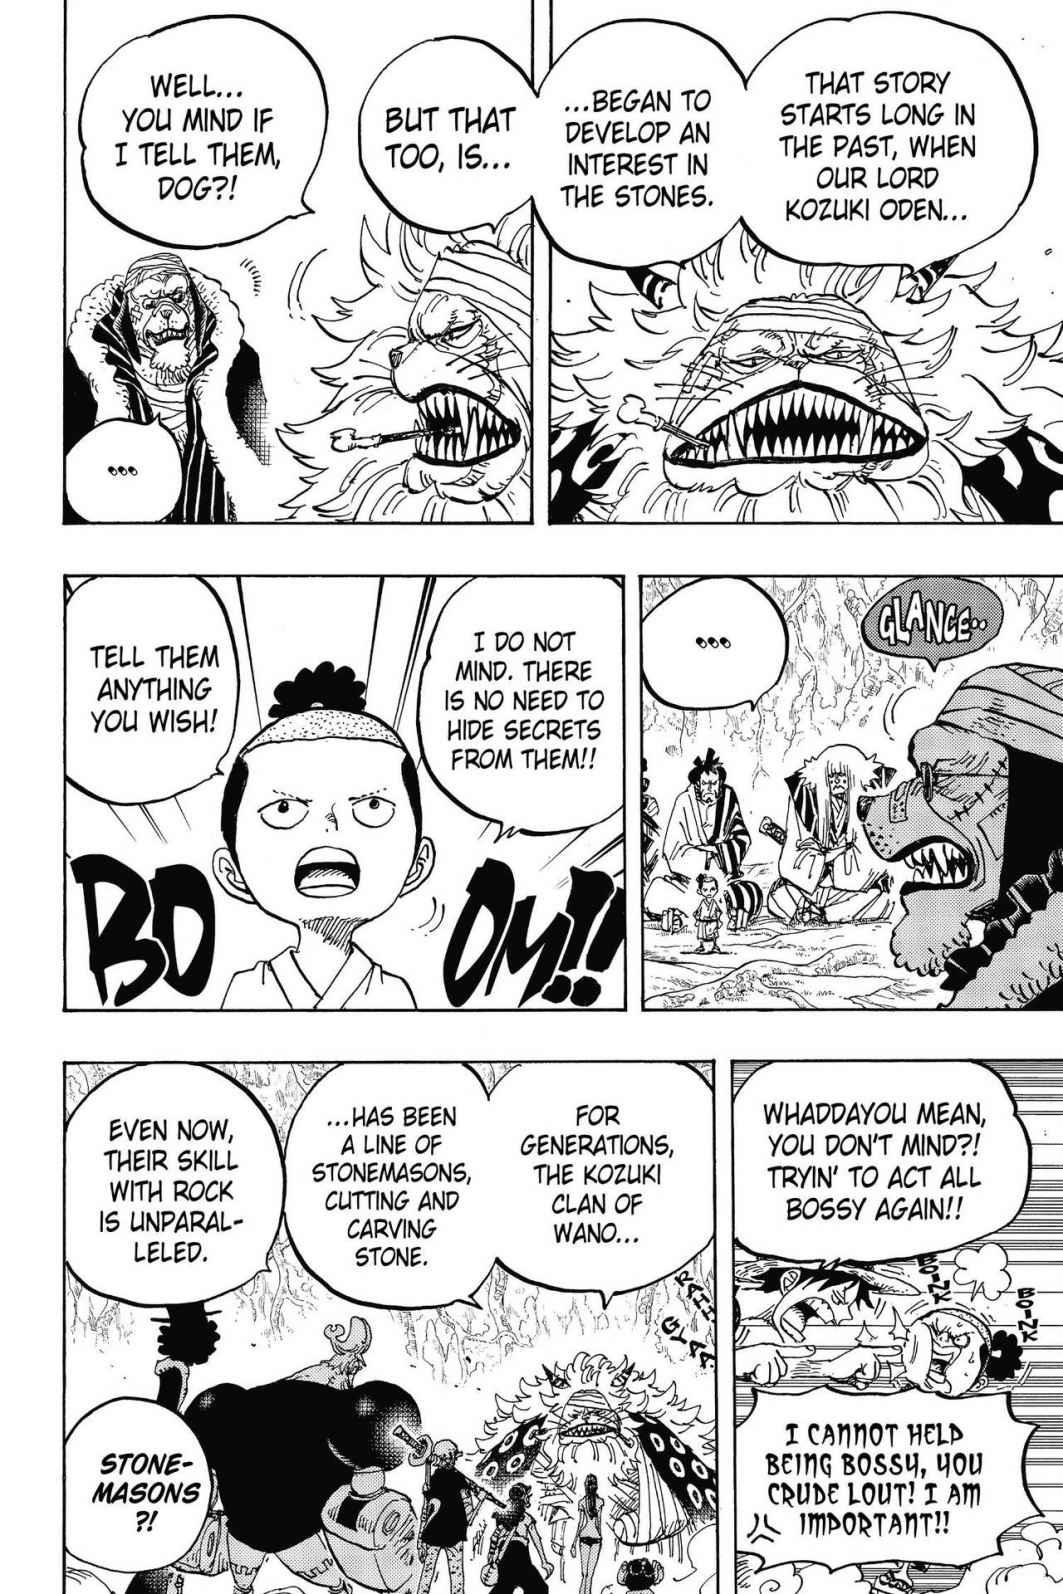 THAT STORY
STARTS LONG IN
THE PAST, WHEN
OUR LORD
KOZUKI ODEN...
...BEGAN TO
DEVELOP AN
INTEREST IN
THE STONES.
BUT THAT
TOO, IS...
WELL...
YOU MIND IF
I TELL THEM,
DOG?!
...
GLANCE..
...
I DO NOT
MIND. THERE
IS NO NEED TO
HIDE SECRETS
FROM THEM!!
TELL THEM
ANYTHING
YOU WISH!
BOOM!!
WHADDAYOU MEAN,
YOU DON'T MIND?!
TRYIN' TO ACT ALL
BOSSY AGAIN!!
BOINK
BOINK
I CANNOT HELD
BEING BOSSY, YOU
CRUDE LOUT! I AM
IMPORTANT!!
FOR
GENERATIONS,
THE KOZUKI
CLAN OF
WANO...
...HAS BEEN
A LINE OF
STONEMASONS,
CUTTING AND
CARVING
STONE.
EVEN NOW,
THEIR SKILL
WITH ROCK
IS UNPARAL-
LELED.
STONE-
MASONS
?!